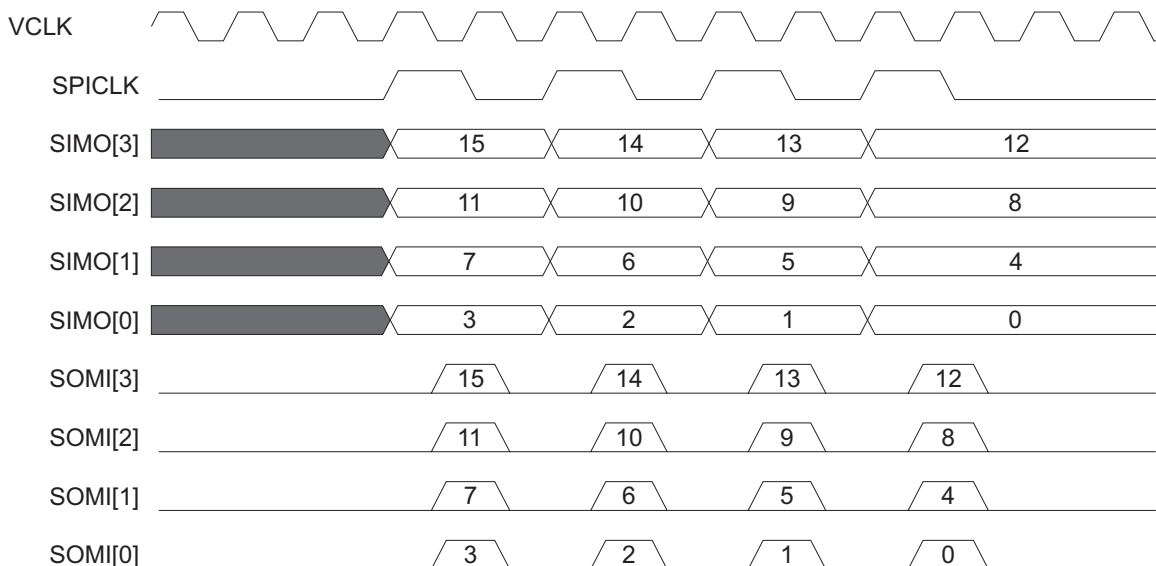 VCLK
SPICLK
SIMO[3] 15 14 13 12
SIMO[2] 11 10 9 8
SIMO[1] 7 6 5 4
SIMO[0] 3 2 1 0
SOMI[3] 15 14 13 12
SOMI[2] 11 10 9 8
SOMI[1] 7 6 5 4
SOMI[0] 3 2 1 0